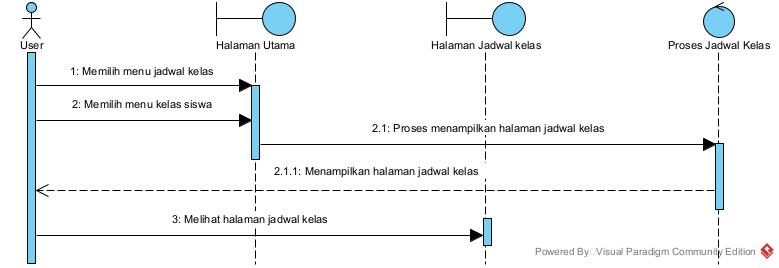 User
Halaman Utama
Halaman Jadwal kelas
Proses Jadwal Kelas
1: Memilih menu jadwal kelas
2: Memilih menu kelas siswa
2.1: Proses menampilkan halaman jadwal kelas
2.1.1: Menampilkan halaman jadwal kelas
3: Melihat halaman jadwal kelas
Powered By Visual Paradigm Community Edition